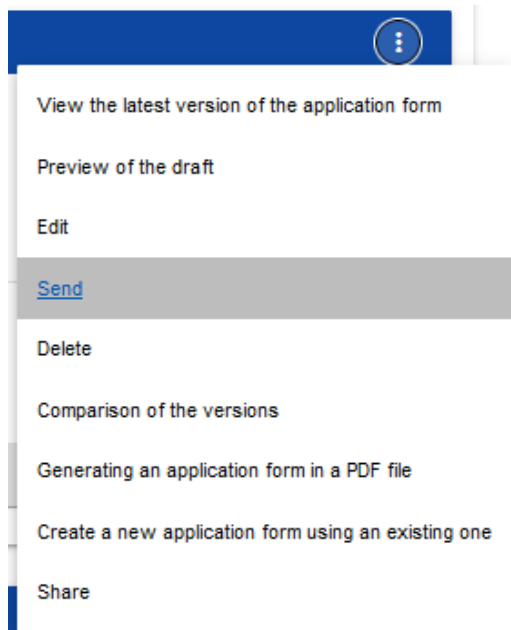 View the latest version of the application form
Preview of the draft
Edit
Send
Delete
Comparison of the versions
Generating an application form in a PDF file
Create a new application form using an existing one
Share